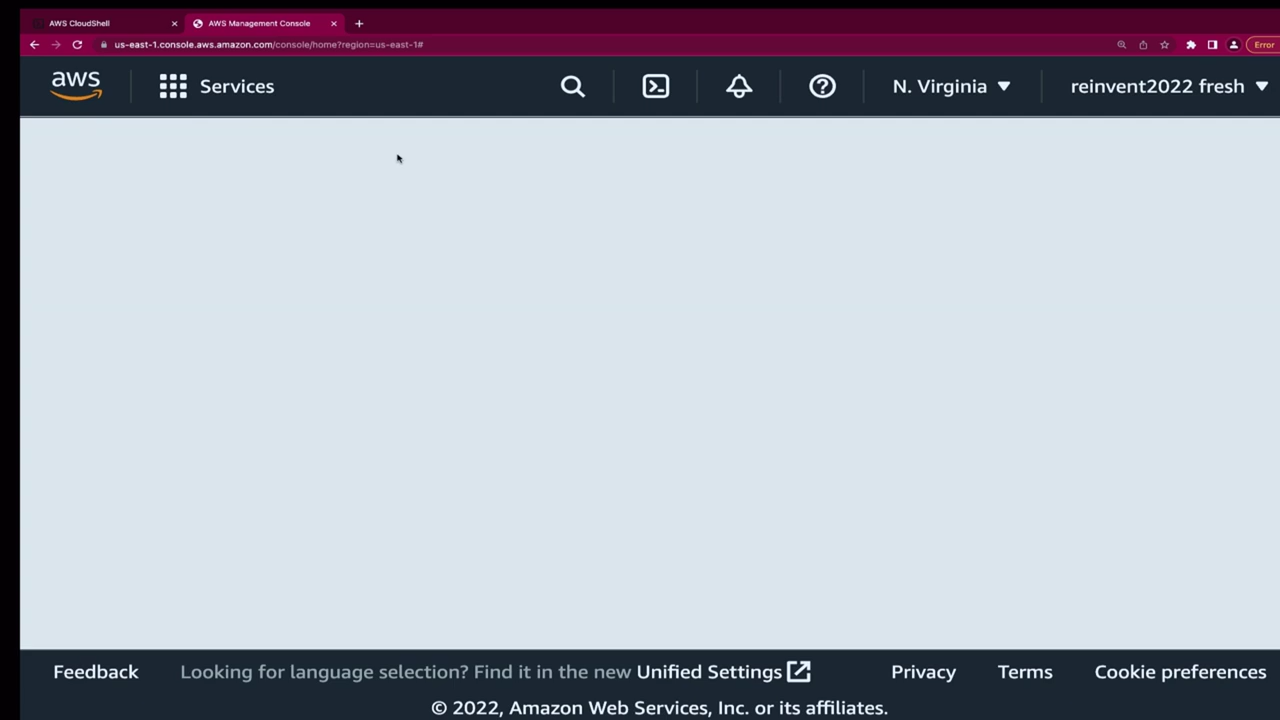 AWS CloudShell
AWS Management Console
us-east-1.console.aws.amazon.com/console/home?region=us-east-1#
Error
aws
Services
N. Virginia
reinvent2022 fresh
Feedback
Looking for language selection? Find it in the new Unified Settings
Privacy
Terms
Cookie preferences
© 2022, Amazon Web Services, Inc. or its affiliates.